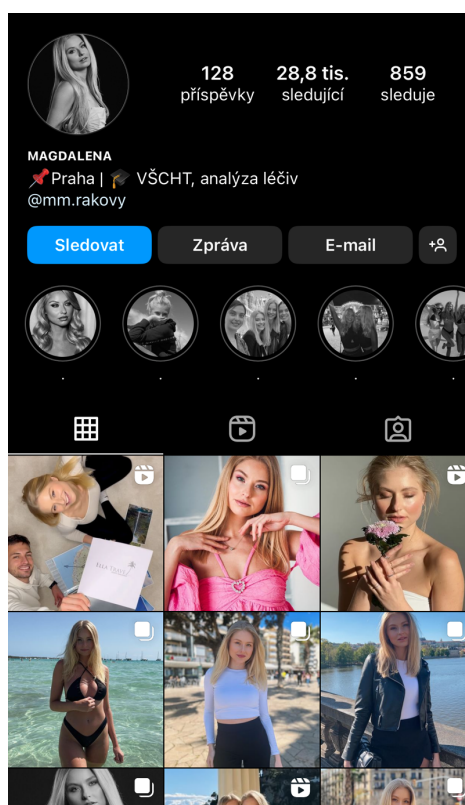 128 28,8 tis. 859
příspěvky sledující sleduje
MAGDALENA
📌Praha | 🎓 VŠCHT, analýza léčiv
@mm.rakovy
Sledovat Zpráva E-mail
. . . . .